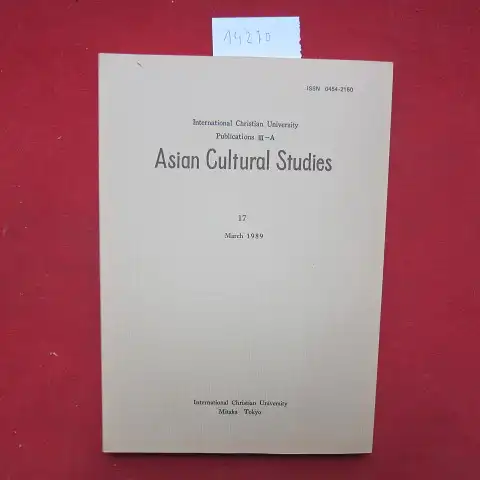 14270
ISSN 0454-2150
International Christian University
Publications III-A
Asian Cultural Studies
17
March 1989
International Christian University
Mitaka Tokyo